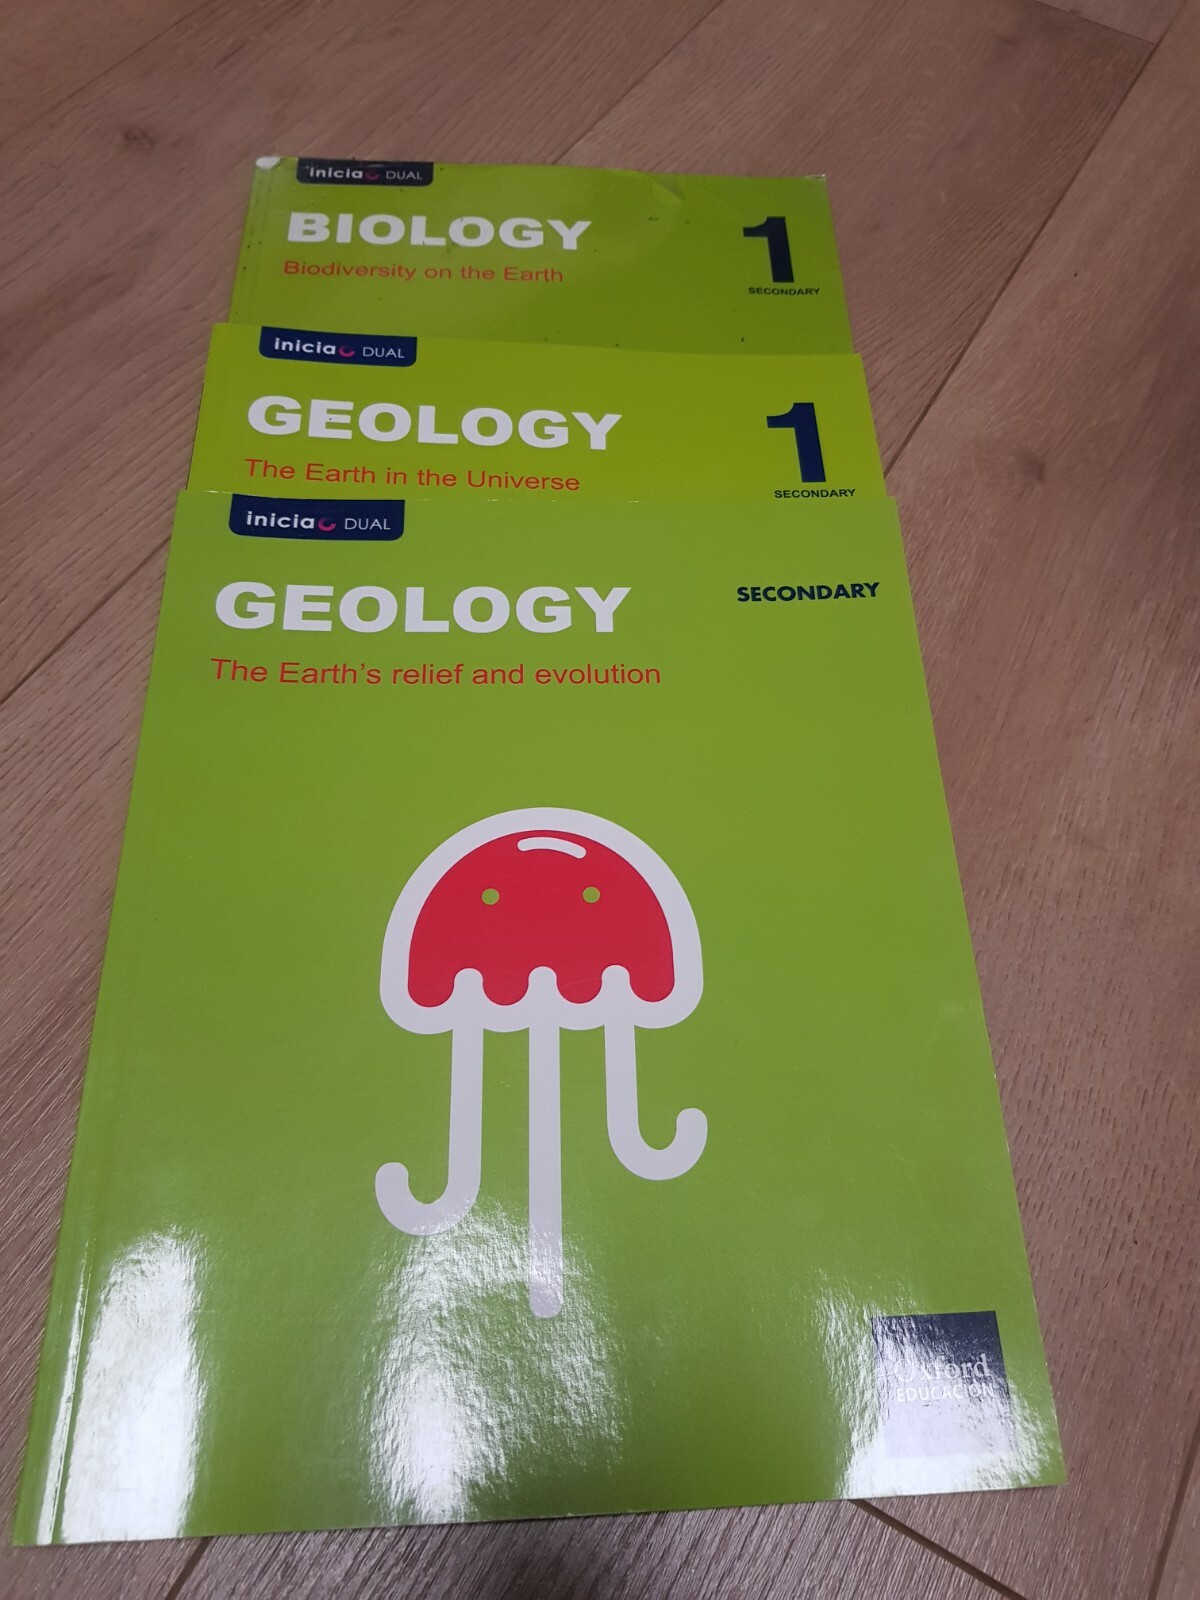 inicia DUAL
BIOLOGY
Biodiversity on the Earth
1
SECONDARY
inicia DUAL
GEOLOGY
The Earth in the Universe
1
SECONDARY
inicia DUAL
GEOLOGY
SECONDARY
The Earth's relief and evolution
Oxford
EDUCACIÓN